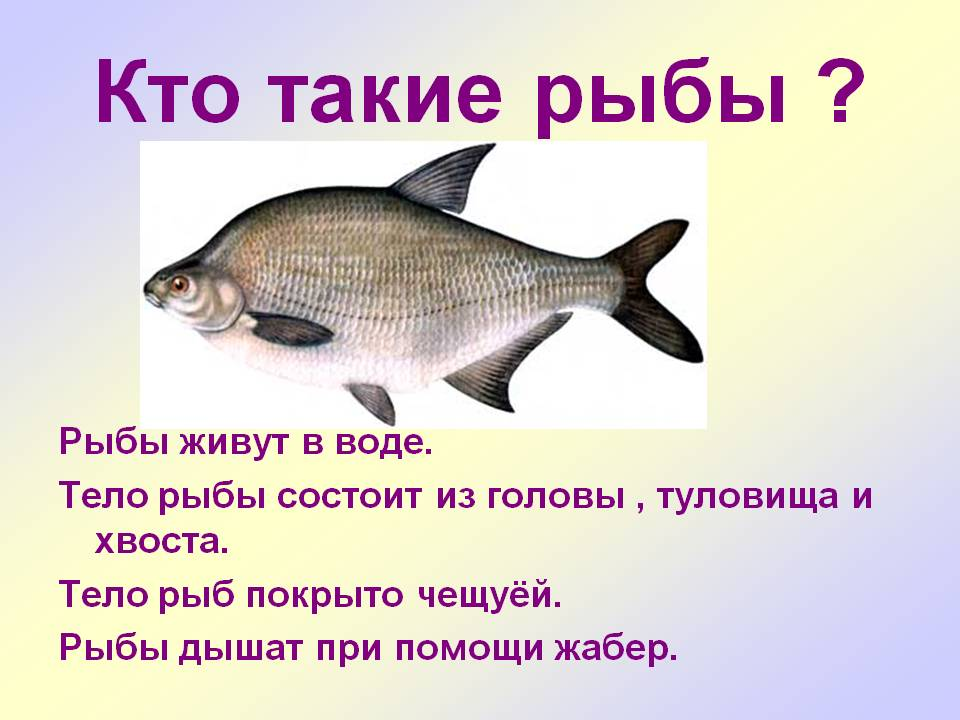 Кто такие рыбы ?
Рыбы живут в воде.
Тело рыбы состоит из головы , туловища и
хвоста.
Тело рыб покрыто чещуёй.
Рыбы дышат при помощи жабер.